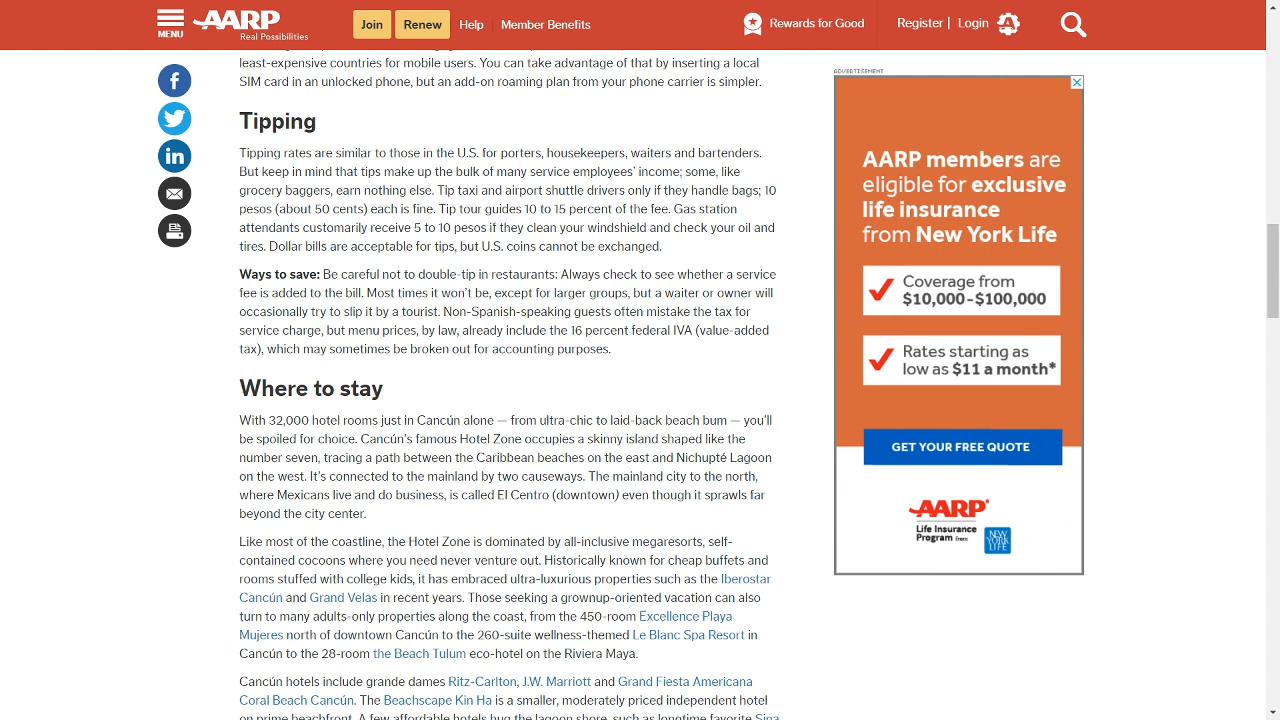 MENU
AARP
Real Possibilities
Join
Renew
Help
Member Benefits
Rewards for Good
Register |
Login
least-expensive countries for mobile users. You can take advantage of that by inserting a local
SIM card in an unlocked phone, but an add-on roaming plan from your phone carrier is simpler.
Tipping
Tipping rates are similar to those in the U.S. for porters, housekeepers, waiters and bartenders.
But keep in mind that tips make up the bulk of many service employees’ income; some, like
grocery bargers, earn nothing else. Tip taxi and airport shuttle drivers only if they handle bags; 10
pesos (about 50 cents) each is fine. Tip tour guides 10 to 15 percent of the fee. Gas station
attendants customarily receive 5 to 10 pesos if they clean your windshield and check your oil and
tires. Dollar bills are acceptable for tips, but U.S. coins cannot be exchanged.
Ways to save: Be careful not to double-tip in restaurants: Always check to see whether a service
fee is added to the bill. Most times it won’t be, except for larger groups, but a waiter or owner will
occasionally try to slip it by a tourist. Non-Spanish-speaking guests often mistake the tax for
service charge, but menu prices, by law, already include the 16 percent federal IVA (value-added
tax), which may sometimes be broken out for accounting purposes.
Where to stay
With 32,000 hotel rooms just in Cancún alone — from ultra-chic to laid-back beach bum — you’ll
be spoiled for choice. Cancún’s famous Hotel Zone occupies a skinny island shaped like the
number seven, tracing a path between the Caribbean beaches on the east and Nichupté Lagoon
on the west. It’s connected to the mainland by two causeways. The mainland city to the north,
where Mexicans live and do business, is called El Centro (downtown) even though it sprawls far
beyond the city center.
Like much of the coastline, the Hotel Zone is dominated by all-inclusive megaresorts, self-
contained cocoons where you need never venture out. Historically known for cheap buffets and
rooms stuffed with college kids, it has embraced ultra-luxurious properties such as the Iberostar
Cancún and Grand Velas in recent years. Those seeking a grownup-oriented vacation can also
turn to many adults-only properties along the coast, from the 450-room Excellence Playa
Mujeres north of downtown Cancún to the 260-suite wellness-themed Le Blanc Spa Resort in
Cancún to the 28-room the Beach Tulum eco-hotel on the Riviera Maya.
Cancún hotels include grande dames Ritz-Carlton, J.W. Marriott and Grand Fiesta Americana
Coral Beach Cancún. The Beachscape Kin Ha is a smaller, moderately priced independent hotel
on prime beachfront. A few affordable hotels hug the lagoon shore, such as longtime favorite Sina
ADVERTISEMENT
AARP members are
eligible for exclusive
life insurance
from New York Life
Coverage from
$10,000-$100,000
Rates starting as
low as $11 a month*
GET YOUR FREE QUOTE
AARP
Life Insurance
Program from
NEW
YORK
LIFE